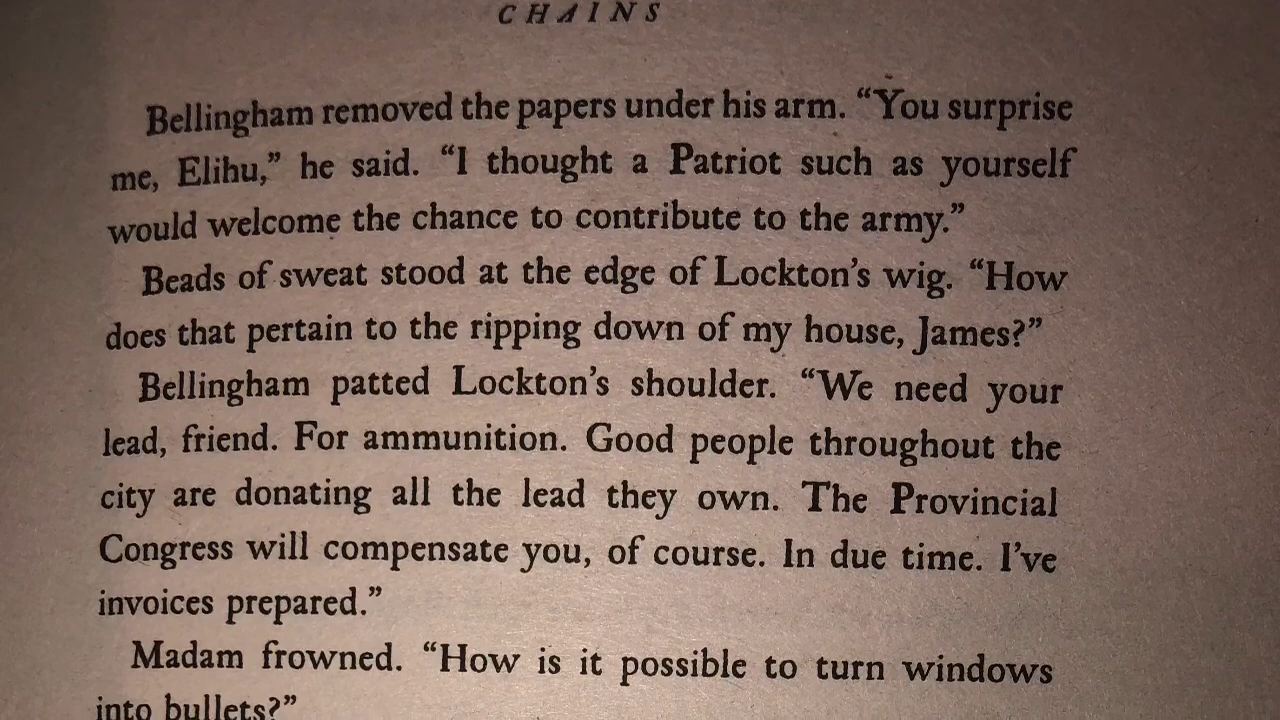 CHAINS
Bellingham removed the papers under his arm. “You surprise
me, Elihu,” he said. “I thought a Patriot such as yourself
would welcome the chance to contribute to the army.”
Beads of sweat stood at the edge of Lockton’s wig. “How
does that pertain to the ripping down of my house, James?”
Bellingham patted Lockton’s shoulder. “We need your
lead, friend. For ammunition. Good people throughout the
city are donating all the lead they own. The Provincial
Congress will compensate you, of course. In due time. I’ve
invoices prepared.”
Madam frowned. “How is it possible to turn windows
into bullets?”